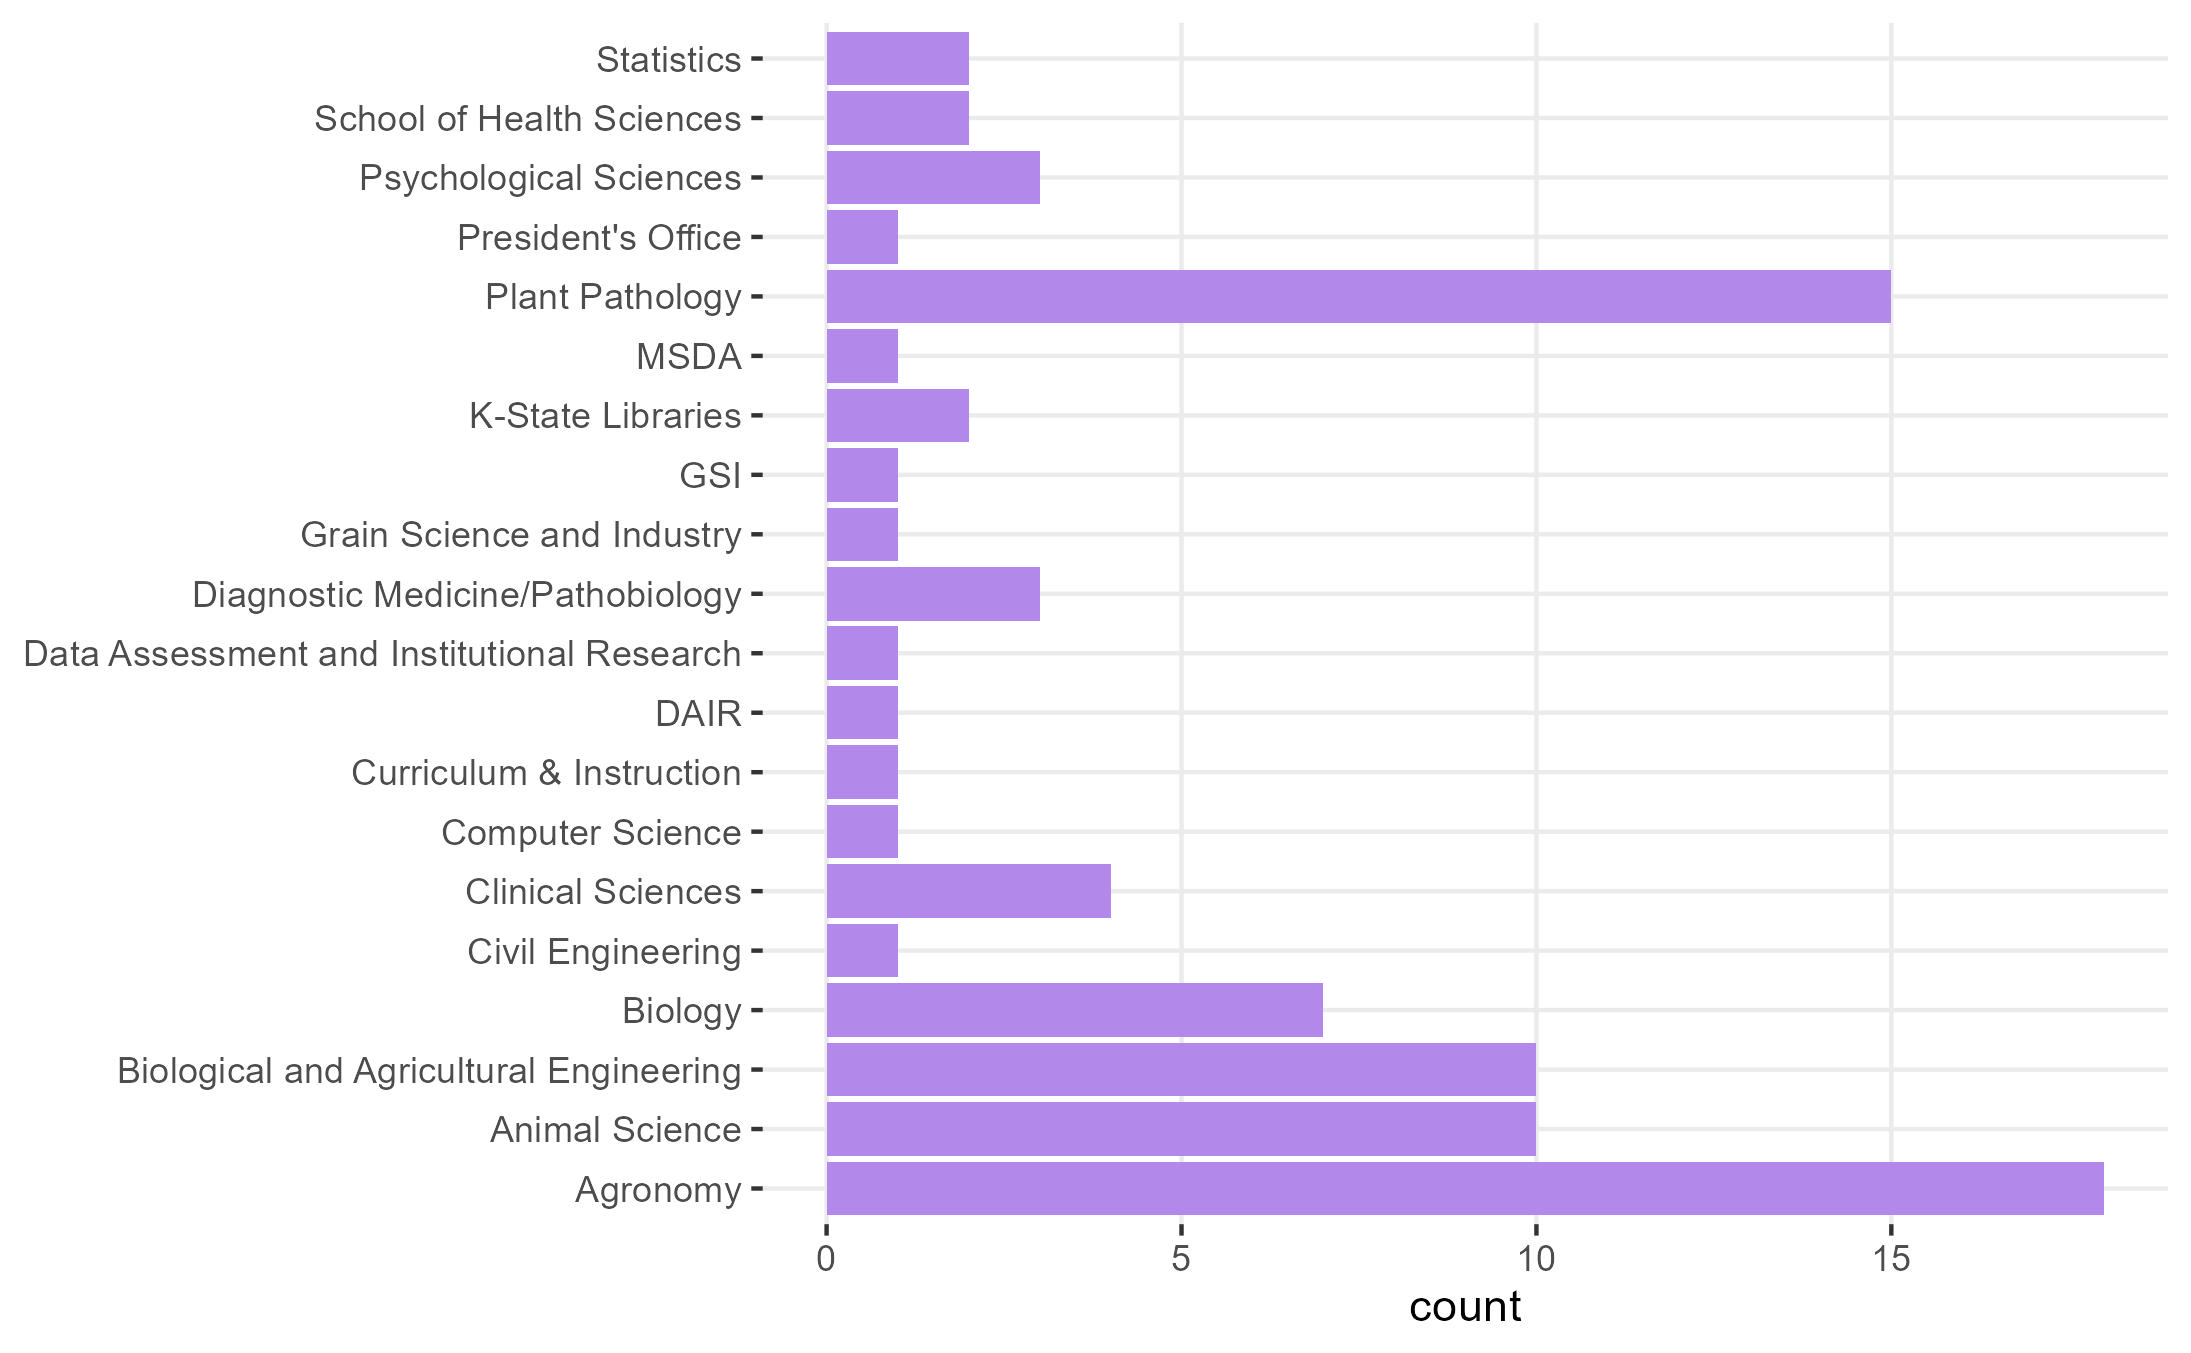 Statistics
School of Health Sciences
Psychological Sciences
President's Office
Plant Pathology
MSDA
K-State Libraries
GSI
Grain Science and Industry
Diagnostic Medicine/Pathobiology
Data Assessment and Institutional Research
DAIR
Curriculum & Instruction
Computer Science
Clinical Sciences
Civil Engineering
Biology
Biological and Agricultural Engineering
Animal Science
Agronomy
0 5 10 15
count